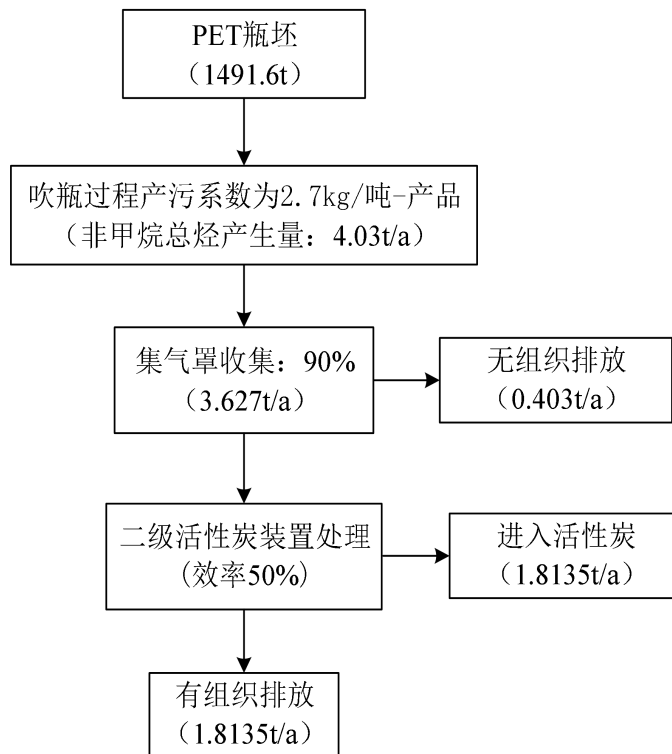 PET瓶坯
（1491.6t）
吹瓶过程产污系数为2.7kg/吨-产品
（非甲烷总烃产生量：4.03t/a）
集气罩收集：90%
（3.627t/a）
无组织排放
（0.403t/a）
二级活性炭装置处理
(效率50%)
进入活性炭
（1.8135t/a）
有组织排放
（1.8135t/a）